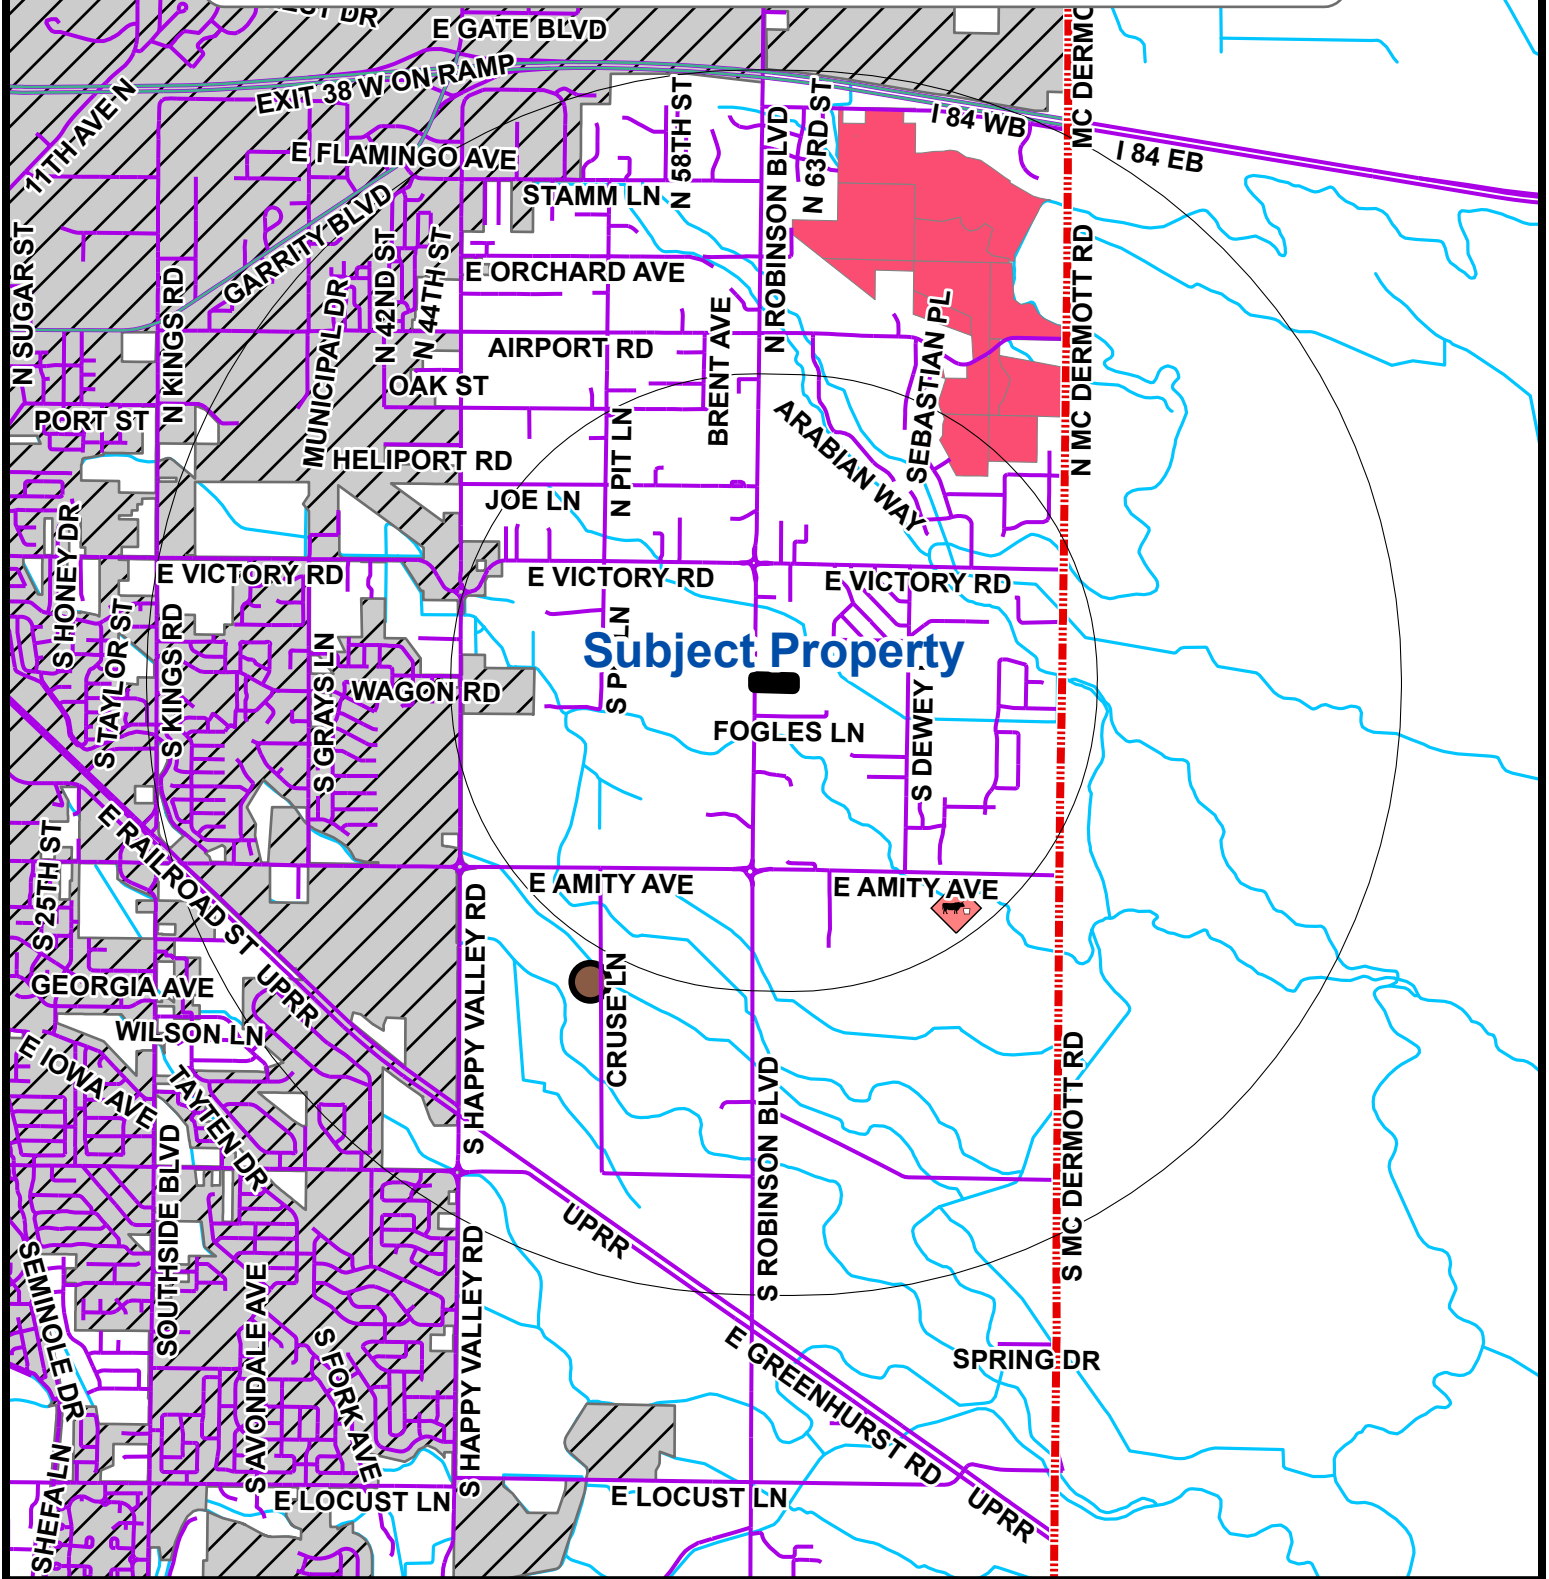 E GATE BLVD
EXIT 38 W ON RAMP
11TH AVE N
E FLAMINGO AVE
N 58TH ST
N 63RD ST
N ROBINSON BLVD
I 84 WB
I 84 EB
STAMM LN
GARRITY BLVD
N SUGAR ST
N KINGS RD
MUNICIPAL DR
N 42ND ST
N 44TH ST
E ORCHARD AVE
AIRPORT RD
BRENT AVE
SEBASTIAN PL
N MC DERMOTT RD
OAK ST
PORT ST
N PIT LN
ARABIAN WAY
HELIPORT RD
JOE LN
S HONEY DR
E VICTORY RD
E VICTORY RD
E VICTORY RD
S TAYLOR ST
S KINGS RD
S GRAYS LN
Subject Property
WAGON RD
FOGLES LN
S DEWEY
E RAILROAD ST
S 25TH ST
E AMITY AVE
E AMITY AVE
S HAPPY VALLEY RD
GEORGIA AVE
UPRR
CRUSE LN
WILSON LN
E IOWA AVE
TAYTEN DR
SOUTHSIDE BLVD
S ROBINSON BLVD
S MC DERMOTT RD
UPRR
SEMINOLE DR
S AVONDALE AVE
S FORK AVE
S HAPPY VALLEY RD
E GREENHURST RD
SPRING DR
SHEFA LN
E LOCUST LN
E LOCUST LN
UPRR